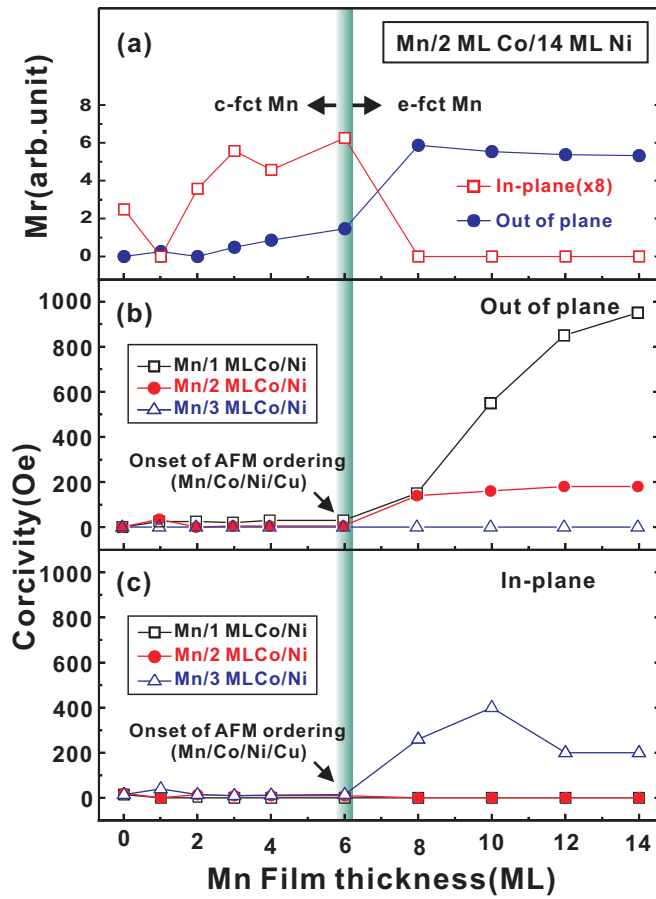 (a)
Mn/2 ML Co/14 ML Ni
c-fct Mn
e-fct Mn
8
6
4
2
0
Mr(arb.unit)
In-plane(x8)
Out of plane
(b)
Out of plane
1000
800
600
400
200
0
Mn/1 MLCo/Ni
Mn/2 MLCo/Ni
Mn/3 MLCo/Ni
Onset of AFM ordering
(Mn/Co/Ni/Cu)
Corcivity(Oe)
(c)
In-plane
1000
800
600
400
200
0
Mn/1 MLCo/Ni
Mn/2 MLCo/Ni
Mn/3 MLCo/Ni
Onset of AFM ordering
(Mn/Co/Ni/Cu)
0 2 4 6 8 10 12 14
Mn Film thickness(ML)